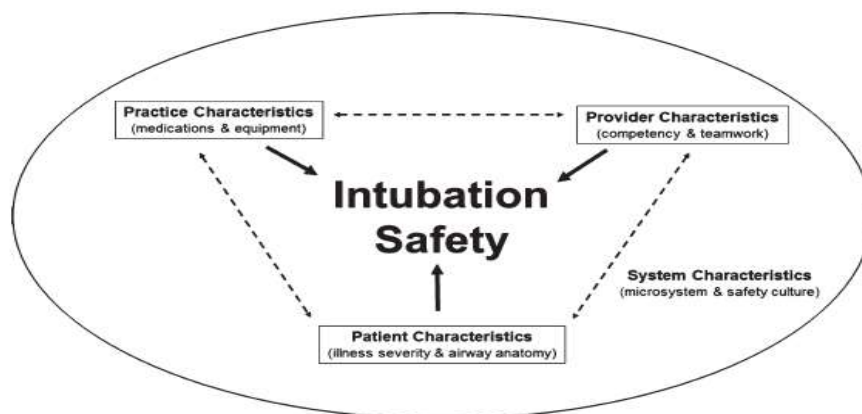 Practice Characteristics
(medications & equipment)
Provider Characteristics
(competency & teamwork)
Intubation
Safety
System Characteristics
(microsystem & safety culture)
Patient Characteristics
(illness severity & airway anatomy)